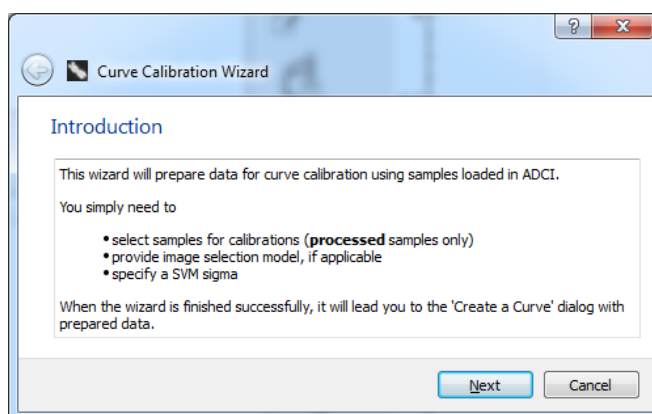 ?
X
Curve Calibration Wizard
Introduction
This wizard will prepare data for curve calibration using samples loaded in ADCI.
You simply need to
• select samples for calibrations (processed samples only)
• provide image selection model, if applicable
• specify a SVM sigma
When the wizard is finished successfully, it will lead you to the 'Create a Curve' dialog with
prepared data.
Next
Cancel